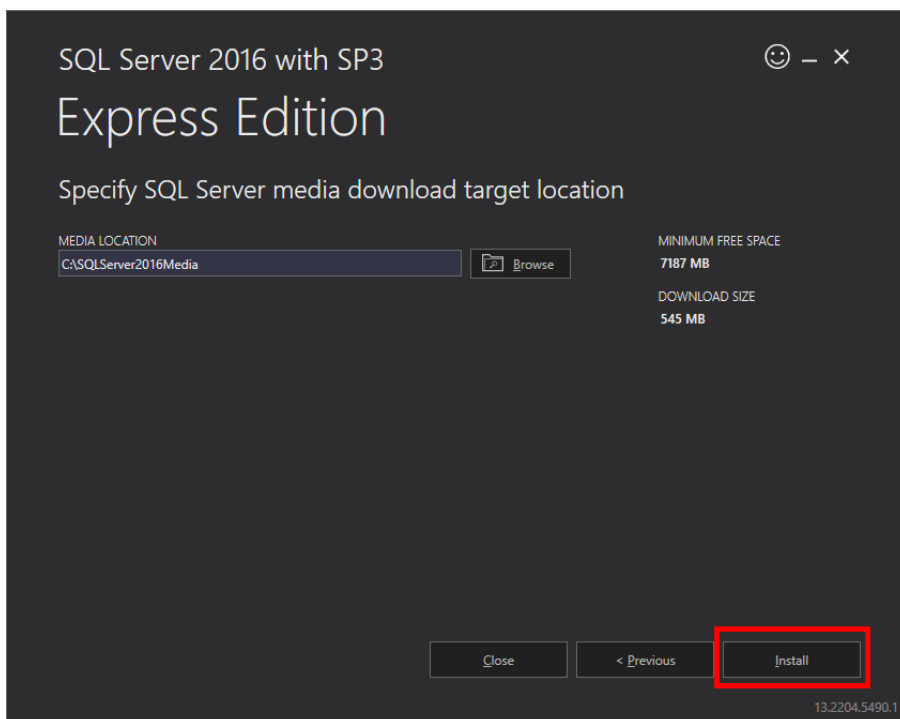 SQL Server 2016 with SP3
Express Edition
Specify SQL Server media download target location
MEDIA LOCATION
C:\SQLServer2016Media
Browse
MINIMUM FREE SPACE
7187 MB
DOWNLOAD SIZE
545 MB
Close
< Previous
Install
13.2204.5490.1